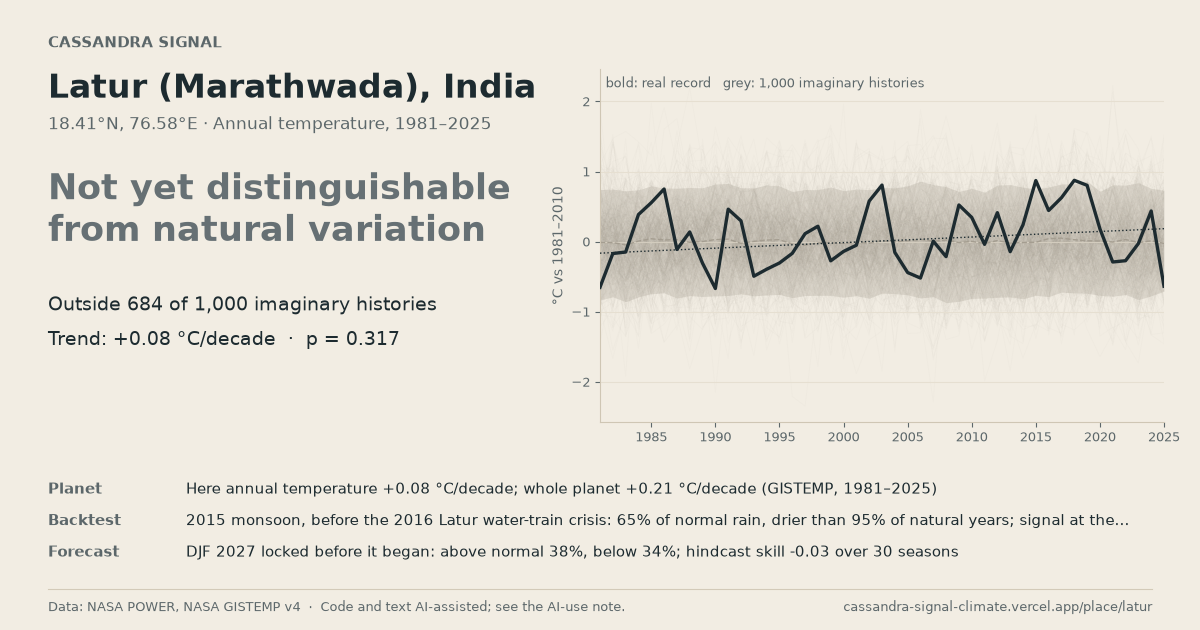 CASSANDRA SIGNAL
Latur (Marathwada), India
18.41°N, 76.58°E · Annual temperature, 1981–2025
Not yet distinguishable
from natural variation
Outside 684 of 1,000 imaginary histories
Trend: +0.08 °C/decade · p = 0.317
bold: real record grey: 1,000 imaginary histories
°C vs 1981–2010
2
1
0
−1
−2
1985 1990 1995 2000 2005 2010 2015 2020 2025
Planet Here annual temperature +0.08 °C/decade; whole planet +0.21 °C/decade (GISTEMP, 1981–2025)
Backtest 2015 monsoon, before the 2016 Latur water-train crisis: 65% of normal rain, drier than 95% of natural years; signal at the…
Forecast DJF 2027 locked before it began: above normal 38%, below 34%; hindcast skill -0.03 over 30 seasons
Data: NASA POWER, NASA GISTEMP v4 · Code and text AI-assisted; see the AI-use note.
cassandra-signal-climate.vercel.app/place/latur